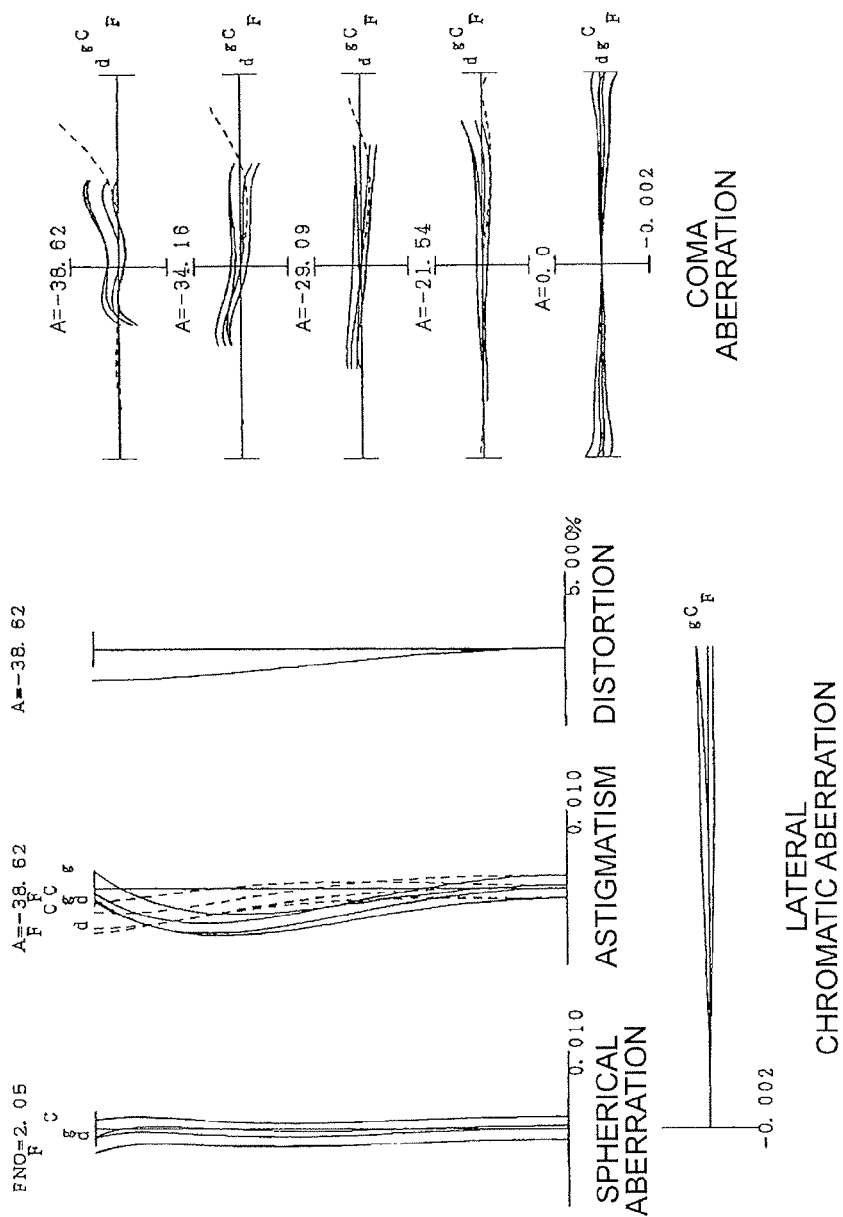 FNO=2.05
F
C
g
d
0.010
SPHERICAL
ABERRATION
A=-38.62
F
F
C
C
g
d
d
g
0.010
ASTIGMATISM
A=-38.62
5.000%
DISTORTION
A=-38.62
d g C F
A=-34.16
d g C F
A=-29.09
d g C F
A=-21.54
d g C F
A=0.0
d g C F
-0.002
COMA
ABERRATION
g C F
-0.002
LATERAL
CHROMATIC ABERRATION